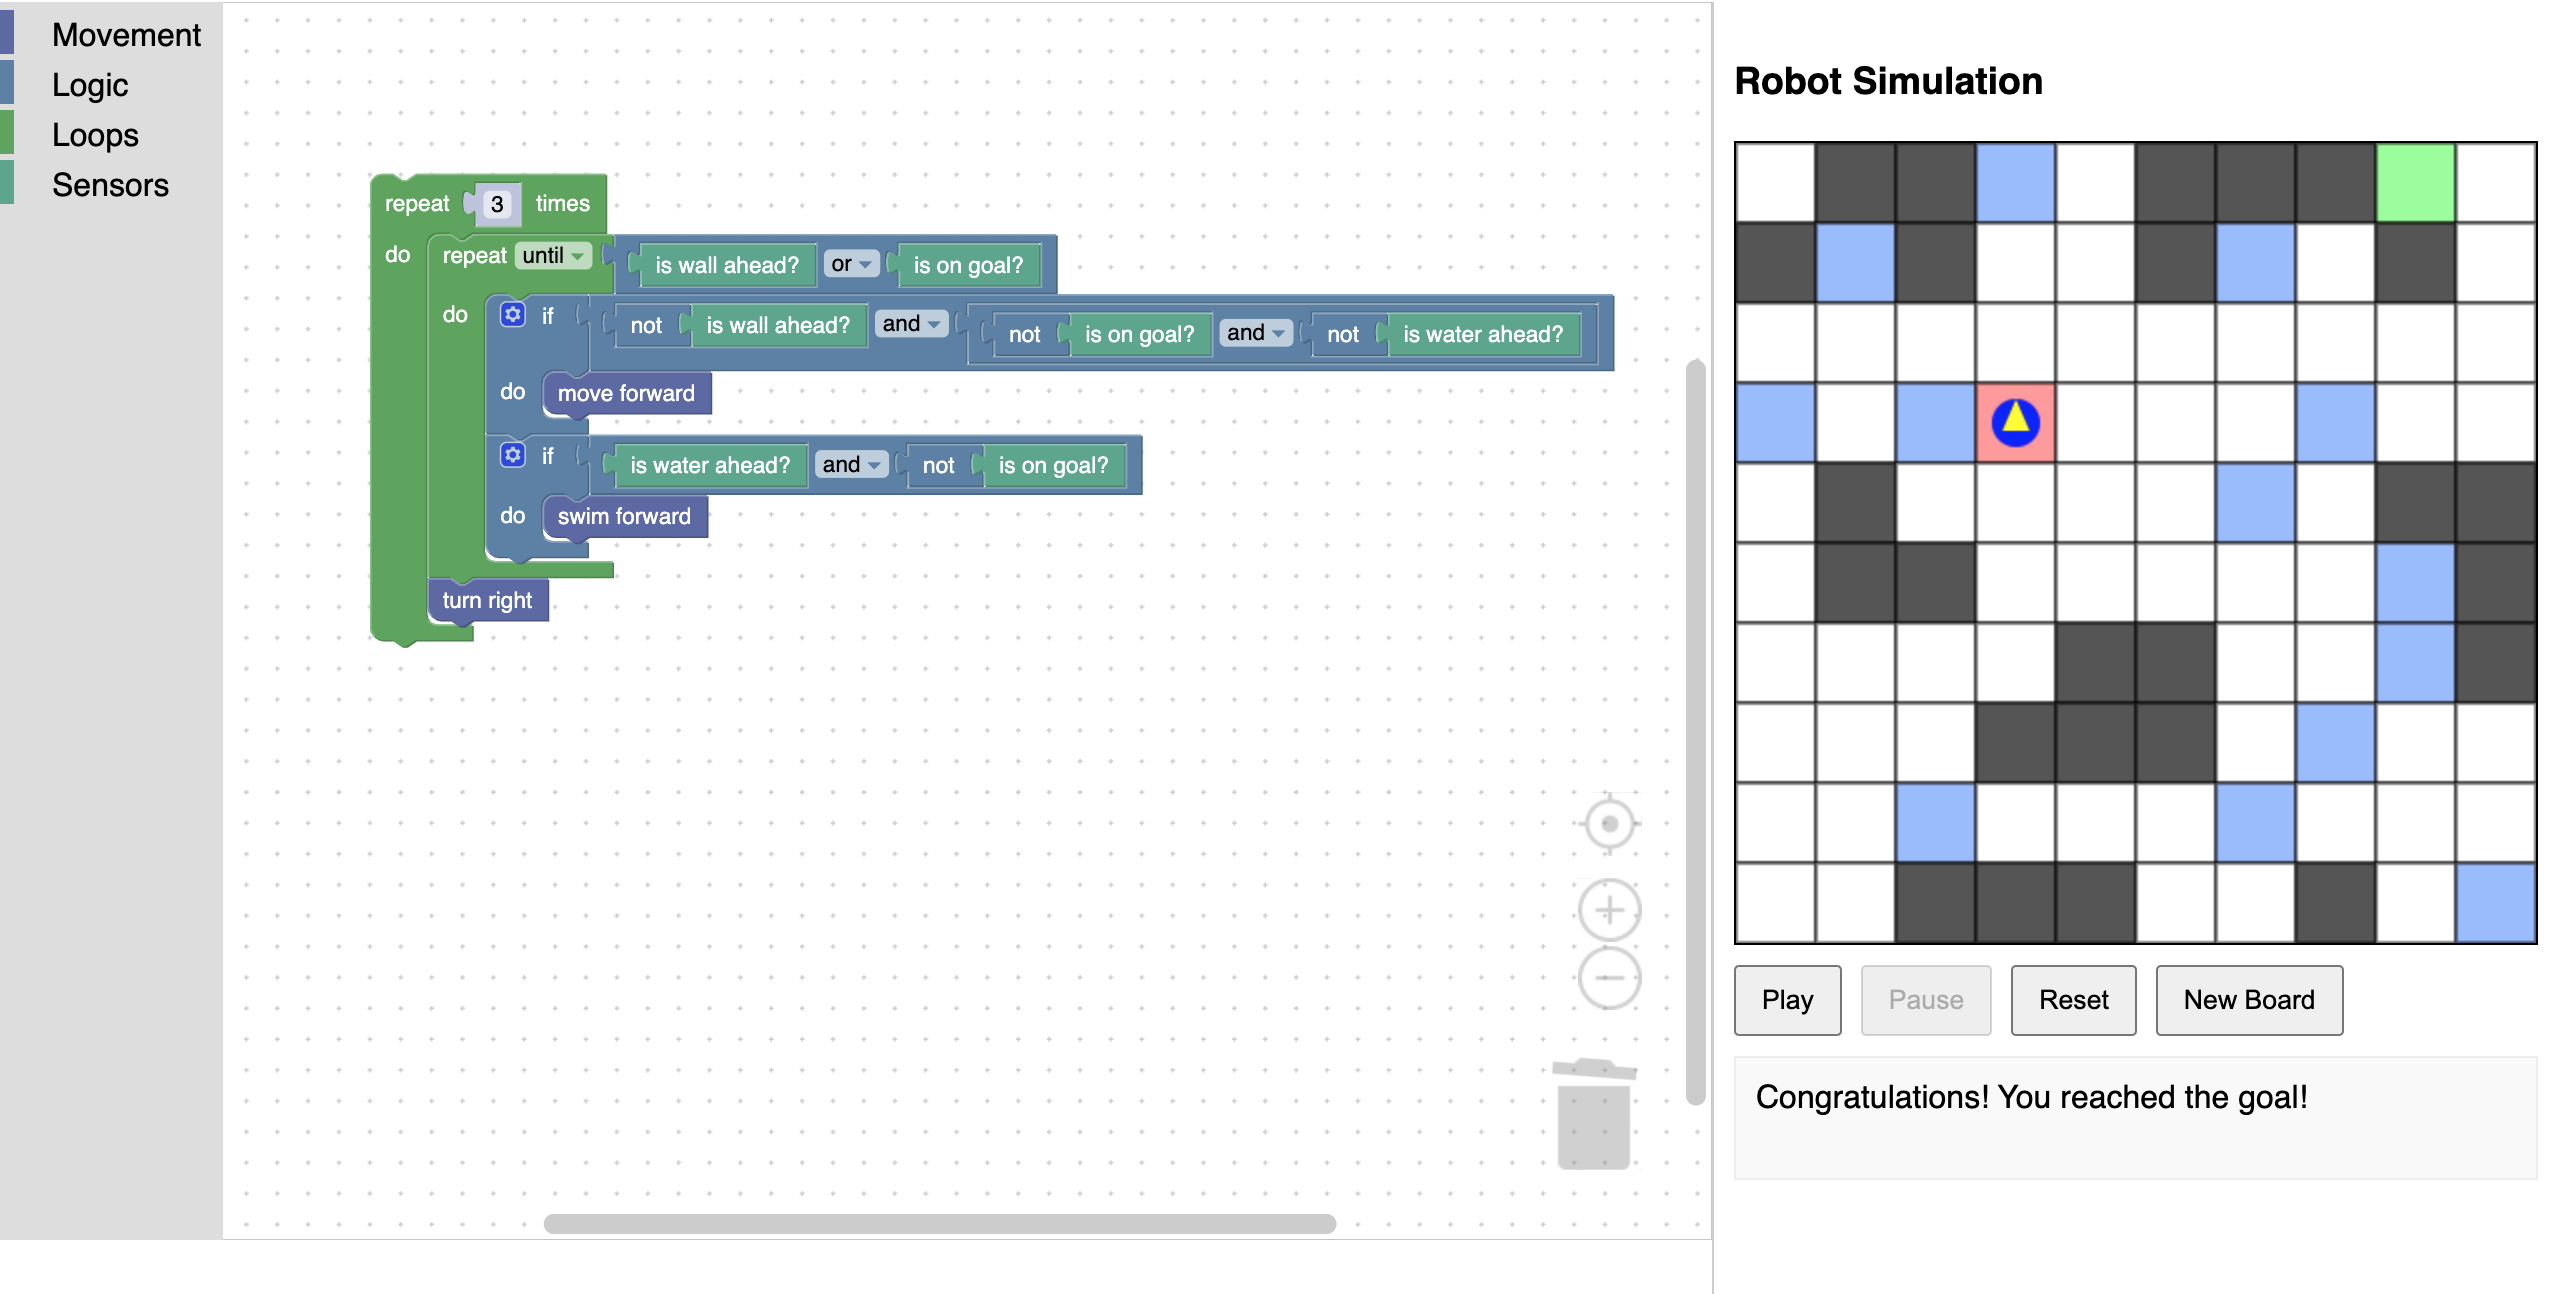 Movement
Logic
Loops
Sensors
repeat 3 times
do repeat until is wall ahead? or is on goal?
do if not is wall ahead? and not is on goal? and not is water ahead?
do move forward
if is water ahead? and not is on goal?
do swim forward
turn right
Robot Simulation
Play Pause Reset New Board
Congratulations! You reached the goal!